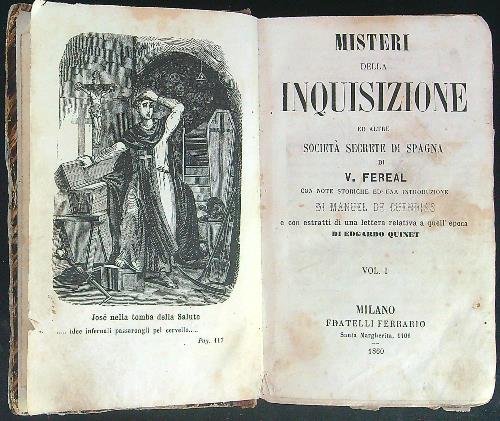 José nella tomba della Salute
..... idee infernali passarongli pel cervello.....
Pag. 117
MISTERI
DELLA
INQUISIZIONE
ED ALTRE
SOCIETÀ SECRETE DI SPAGNA
DI
V. FEREAL
CON NOTE STORICHE ED UNA INTRODUZIONE
DI MANUEL DE CUENDIAS
e con estratti di una lettera relativa a quell'epoca
DI EDGARDO QUINET
VOL. I
MILANO
FRATELLI FERRARIO
Santa Margherita, 1106
1860